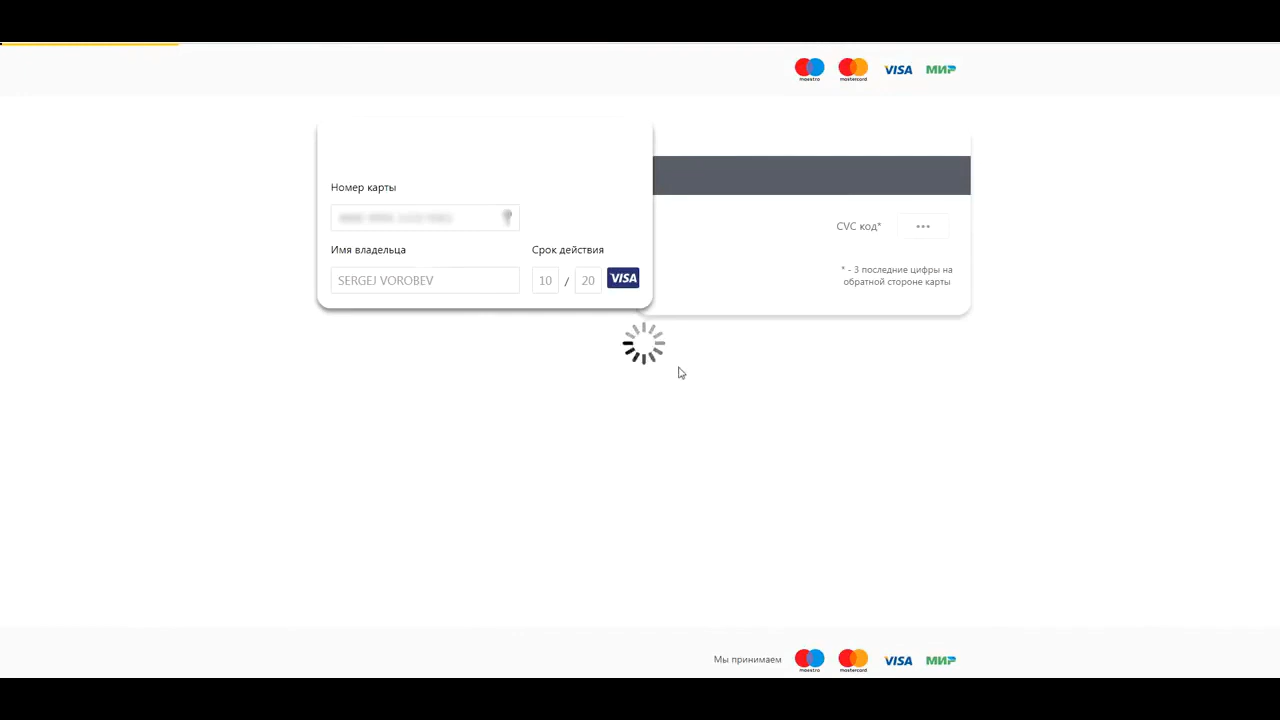 maestro mastercard VISA МИР
Номер карты
CVC код*
•••
Имя владельца
Срок действия
SERGEJ VOROBEV
10 / 20 VISA
* - 3 последние цифры на
обратной стороне карты
Мы принимаем maestro mastercard VISA МИР